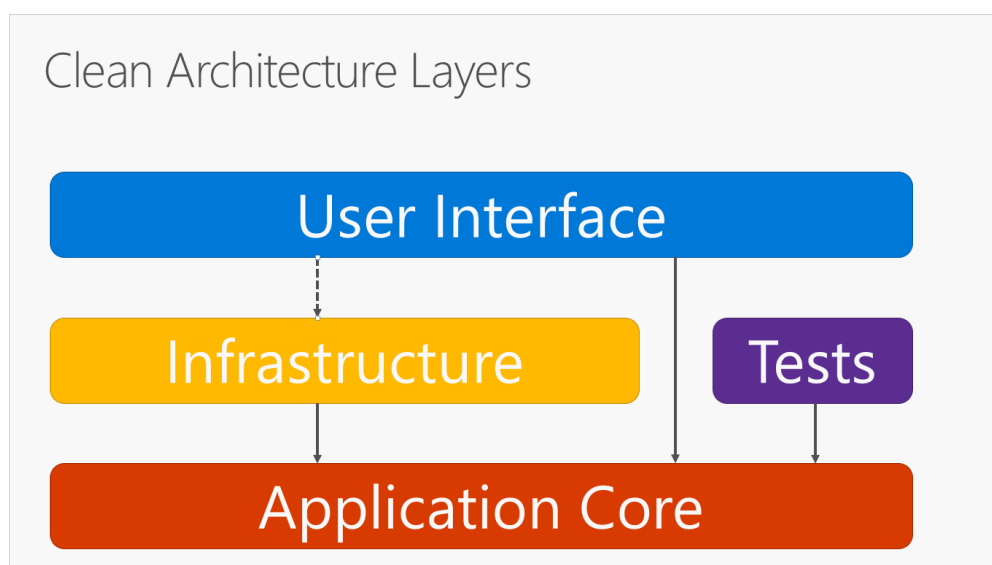 Clean Architecture Layers
User Interface
Infrastructure
Tests
Application Core